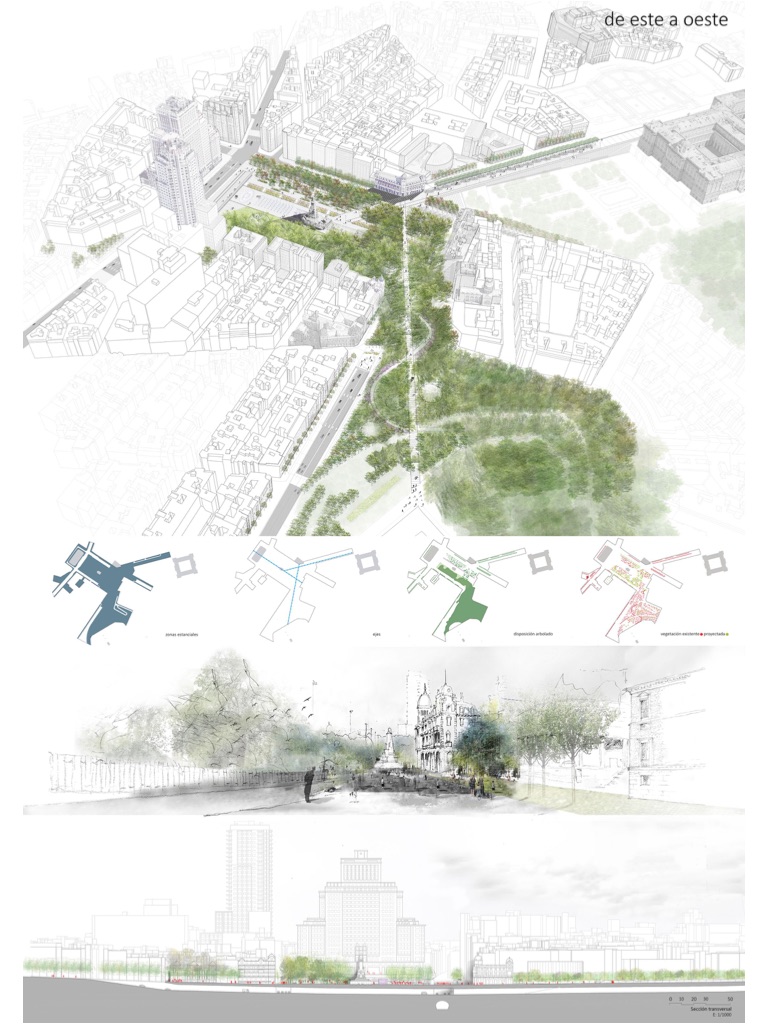 de este a oeste
zonas estanciales
ejes
disposición arbolado
vegetación existente proyectada
0 10 20 30 50
Sección transversal
E: 1/1000